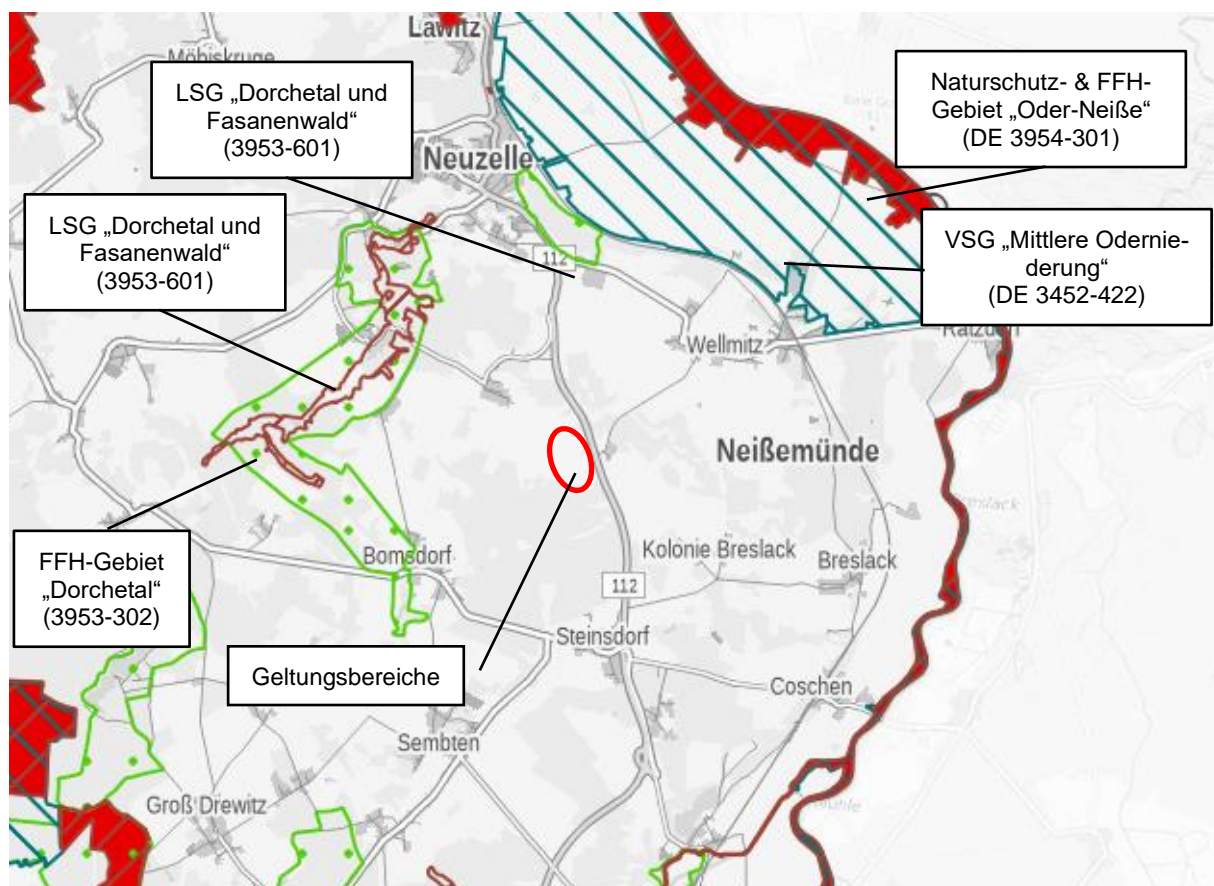 Lawitz
Möbiskruge
LSG „Dorchetal und
Fasanenwald“
(3953-601)
Naturschutz- & FFH-
Gebiet „Oder-Neiße“
(DE 3954-301)
Neuzelle
LSG „Dorchetal und
Fasanenwald“
(3953-601)
VSG „Mittlere Odernie-
derung“
(DE 3452-422)
112
Wellmitz
Ratzdorf
Neißemünde
Breslack
FFH-Gebiet
„Dorchetal“
(3953-302)
Bomsdorf
Kolonie Breslack
Breslack
112
Steinsdorf
Geltungsbereiche
Coschen
Sembten
Groß Drewitz